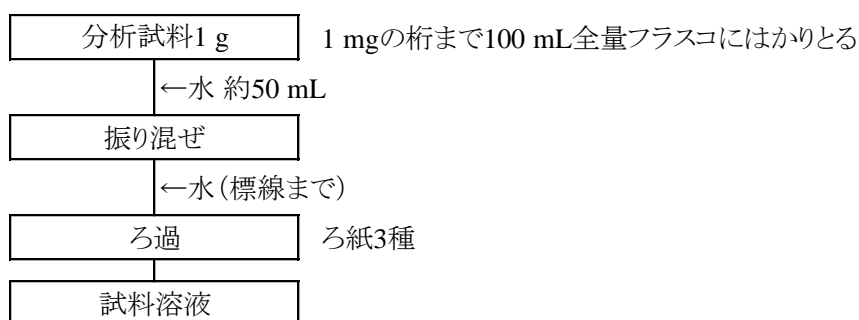 分析試料1 g 1 mgの桁まで100 mL全量フラスコにはかりとる
←水 約50 mL
振り混ぜ
←水(標線まで)
ろ過 ろ紙3種
試料溶液